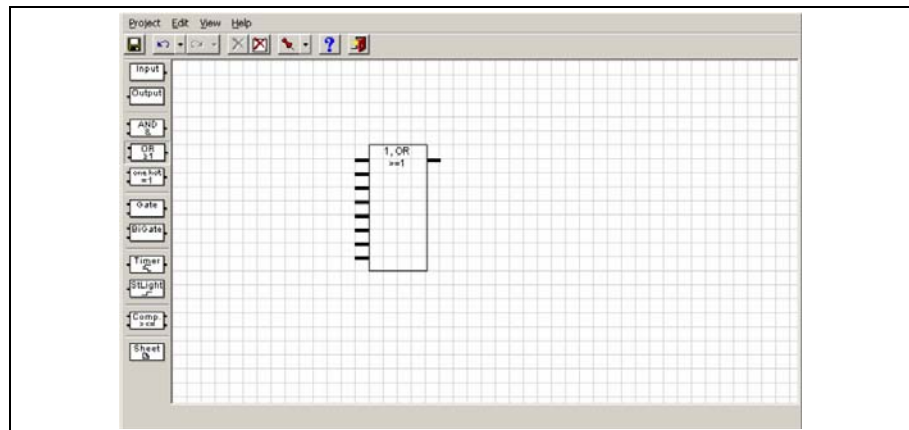 Project Edit View Help
?
Input
Output
AND
&
OR
≥1
one hot
=1
Gate
BiGate
Timer
StLight
Comp.
Sheet
1, OR
>=1